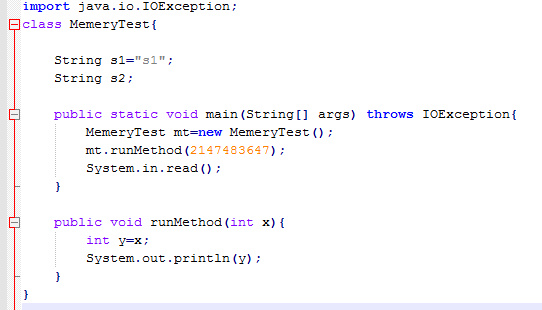 import java.io.IOException;
class MemeryTest{
String s1="s1";
String s2;
public static void main(String[] args) throws IOException{
MemeryTest mt=new MemeryTest();
mt.runMethod(2147483647);
System.in.read();
}
public void runMethod(int x){
int y=x;
System.out.println(y);
}
}